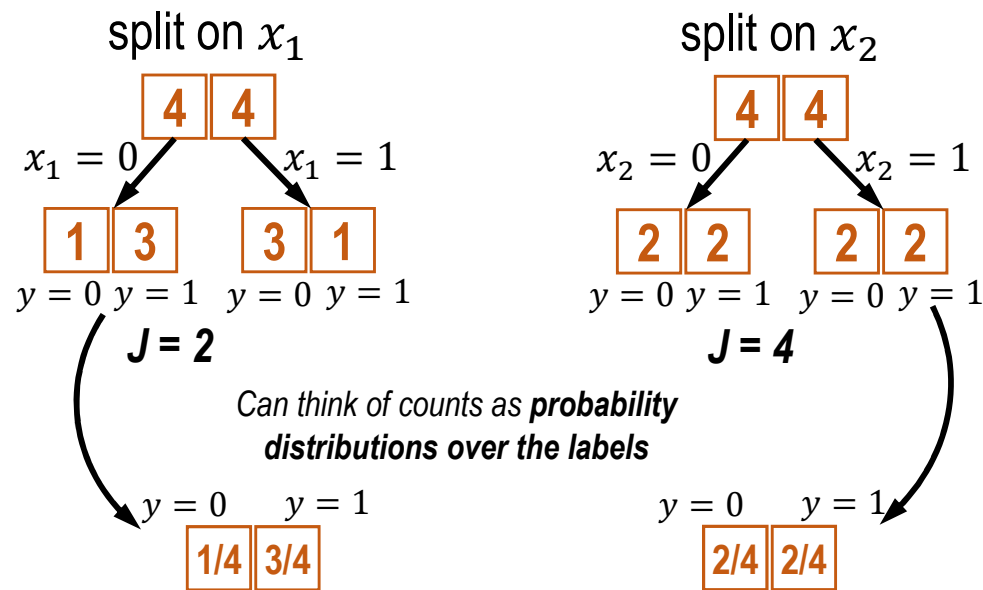 split on x₁
split on x₂
4 4
4 4
x₁ = 0
x₁ = 1
x₂ = 0
x₂ = 1
1 3
3 1
2 2
2 2
y = 0 y = 1
y = 0 y = 1
y = 0 y = 1
y = 0 y = 1
J = 2
J = 4
Can think of counts as probability
distributions over the labels
y = 0 y = 1
y = 0 y = 1
1/4 3/4
2/4 2/4